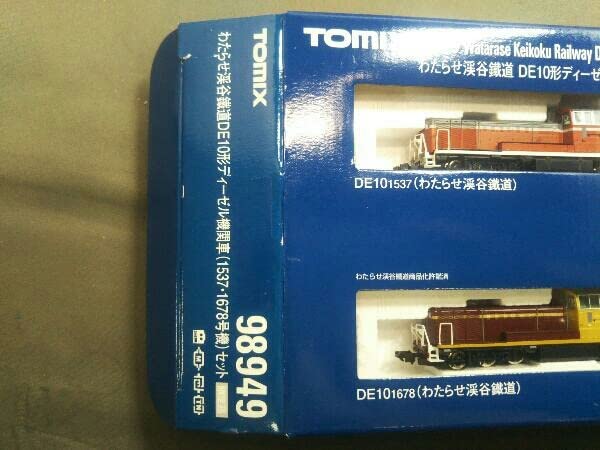 TOMIX
わたらせ渓谷鐵道DE10形ディーゼル機関車(1537・1678号機)セット
98949
TOMI
Watarase Keikoku Railway D
わたらせ渓谷鐵道 DE10形ディーゼ
DE101537(わたらせ渓谷鐵道)
わたらせ渓谷鐵道商品化許諾済
DE101678(わたらせ渓谷鐵道)